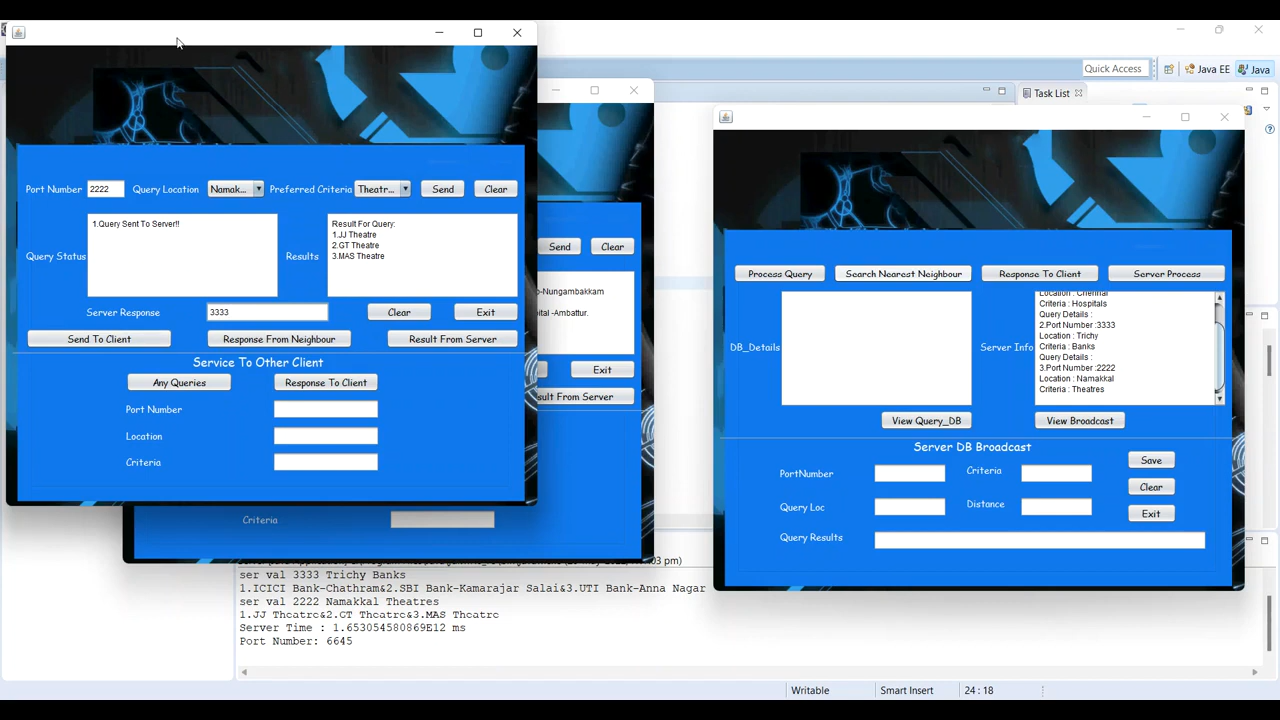 Quick Access
Java EE
Java
Task List
Port Number
2222
Query Location
Namak...
Preferred Criteria
Theatr...
Send
Clear
1.Query Sent To Server!!
Result For Query:
1.JJ Theatre
2.GT Theatre
3.MAS Theatre
Query Status
Results
Server Response
3333
Clear
Exit
Send To Client
Response From Neighbour
Result From Server
Service To Other Client
Any Queries
Response To Client
Port Number
Location
Criteria
Send
Clear
-Nungambakkam
pital -Ambattur.
Exit
sult From Server
Criteria
Process Query
Search Nearest Neighbour
Response To Client
Server Process
DB_Details
Server Info
Location : Chennai
Criteria : Hospitals
Query Details :
2.Port Number :3333
Location : Trichy
Criteria : Banks
Query Details :
3.Port Number :2222
Location : Namakkal
Criteria : Theatres
View Query_DB
View Broadcast
Server DB Broadcast
PortNumber
Criteria
Save
Query Loc
Distance
Clear
Exit
Query Results
03 pm)
ser val 3333 Trichy Banks
1.ICICI Bank-Chathram&2.SBI Bank-Kamarajar Salai&3.UTI Bank-Anna Nagar
ser val 2222 Namakkal Theatres
1.JJ Theatre&2.GT Theatre&3.MAS Theatre
Server Time : 1.653054580869E12 ms
Port Number: 6645
Writable
Smart Insert
24 : 18